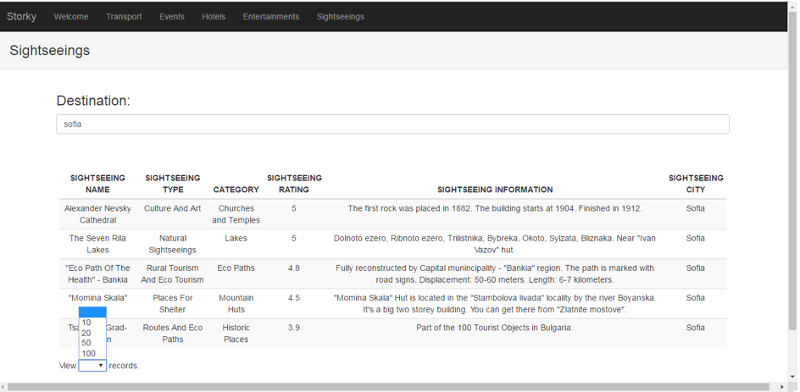 Storky Welcome Transport Events Hotels Entertainments Sightseeings
Sightseeings
Destination:
sofia
SIGHTSEEING NAME SIGHTSEEING TYPE CATEGORY SIGHTSEEING RATING SIGHTSEEING INFORMATION SIGHTSEEING CITY
Alexander Nevsky Cathedral Culture And Art Churches and Temples 5 The first rock was placed in 1882. The building starts at 1904. Finished in 1912. Sofia
The Seven Rila Lakes Natural Sightseeings Lakes 5 Dolnoto ezero, Ribnoto ezero, Trilistnika, Bybreka, Okoto, Sylzata, Bliznaka. Near "Ivan Vazov" hut. Sofia
"Eco Path Of The Health" - Bankia Rural Tourism And Eco Tourism Eco Paths 4.8 Fully reconstructed by Capital munincipality - "Bankia" region. The path is marked with road signs. Displacement: 50-60 meters. Length: 6-7 kilometers. Sofia
"Momina Skala" Places For Shelter Mountain Huts 4.5 "Momina Skala" Hut is located in the "Stambolova livada" locality by the river Boyanska. It's a big two storey building. You can get there from "Zlatnite mostove". Sofia
Grad- Routes And Eco Paths Historic Places 3.9 Part of the 100 Tourist Objects in Bulgaria. Sofia
10
20
50
100
View records.